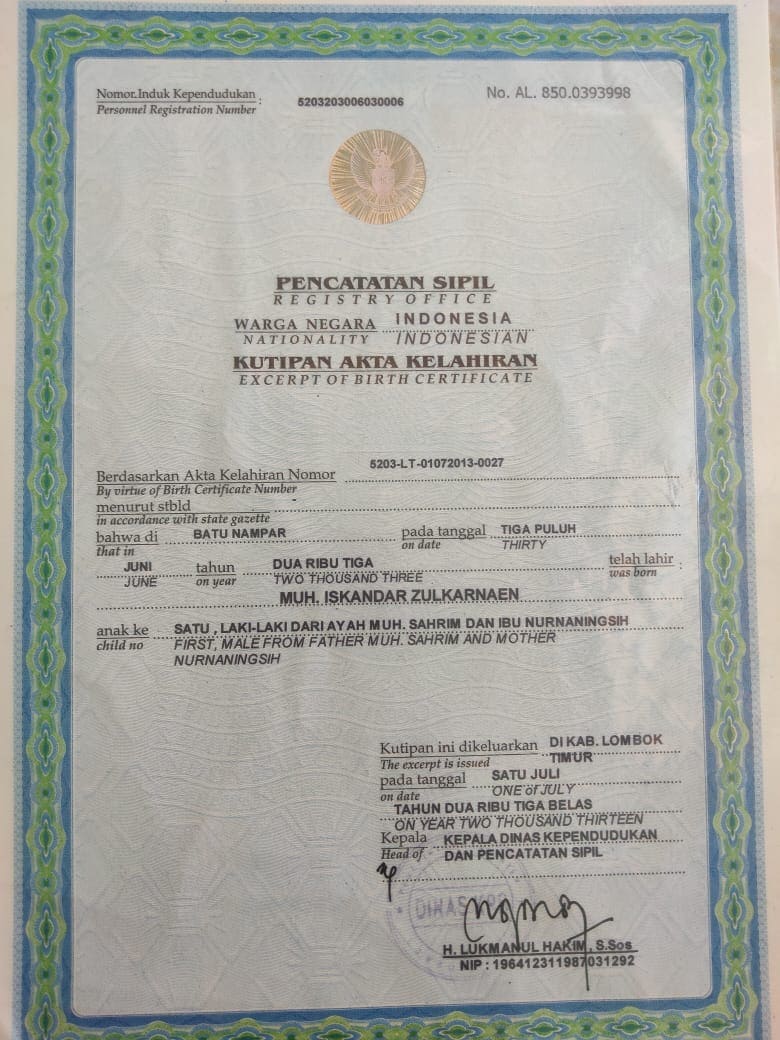 Nomor.Induk Kependudukan : 5203203006030006
Personnel Registration Number
No. AL. 850.0393998
PENCATATAN SIPIL
REGISTRY OFFICE
WARGA NEGARA INDONESIA
NATIONALITY INDONESIAN
KUTIPAN AKTA KELAHIRAN
EXCERPT OF BIRTH CERTIFICATE
Berdasarkan Akta Kelahiran Nomor 5203-LT-01072013-0027
By virtue of Birth Certificate Number
menurut stbld
in accordance with state gazette
bahwa di BATU NAMPAR pada tanggal TIGA PULUH
that in on date THIRTY
JUNI tahun DUA RIBU TIGA telah lahir :
JUNE on year TWO THOUSAND THREE was born
MUH. ISKANDAR ZULKARNAEN
anak ke SATU , LAKI-LAKI DARI AYAH MUH. SAHRIM DAN IBU NURNANINGSIH
child no FIRST, MALE FROM FATHER MUH. SAHRIM AND MOTHER
NURNANINGSIH
Kutipan ini dikeluarkan DI KAB. LOMBOK
The excerpt is issued TIMUR
pada tanggal SATU JULI
on date ONE of JULY
TAHUN DUA RIBU TIGA BELAS
ON YEAR TWO THOUSAND THIRTEEN
Kepala KEPALA DINAS KEPENDUDUKAN
Head of DAN PENCATATAN SIPIL
DINAS
H. LUKMANUL HAKIM, S.Sos
NIP : 196412311987031292